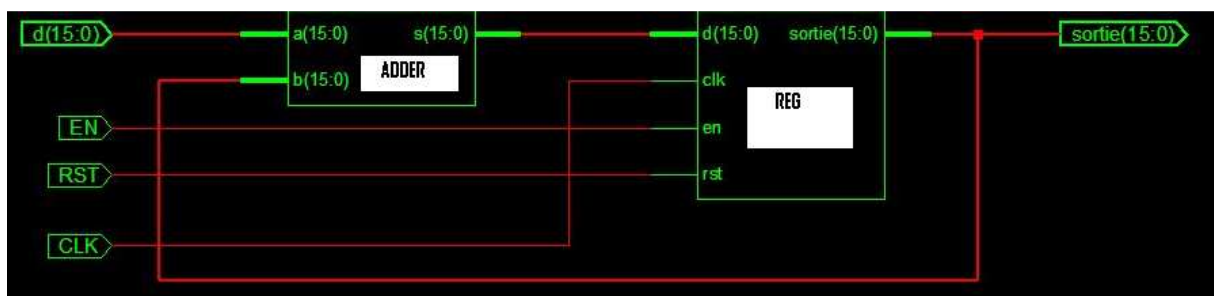 d(15:0)
a(15:0)
s(15:0)
d(15:0)
sortie(15:0)
sortie(15:0)
b(15:0)
ADDER
clk
REG
EN
en
RST
rst
CLK